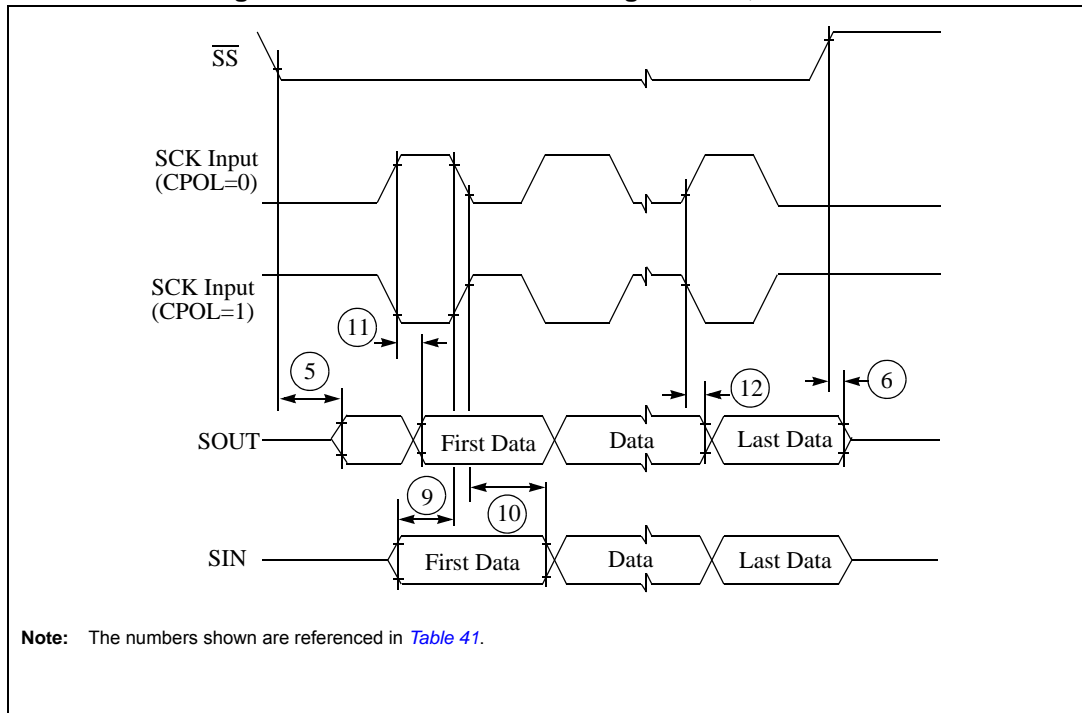 SS
SCK Input
(CPOL=0)
SCK Input
(CPOL=1)
11
5
12
6
SOUT
First Data
Data
Last Data
9
10
SIN
First Data
Data
Last Data
Note: The numbers shown are referenced in Table 41.